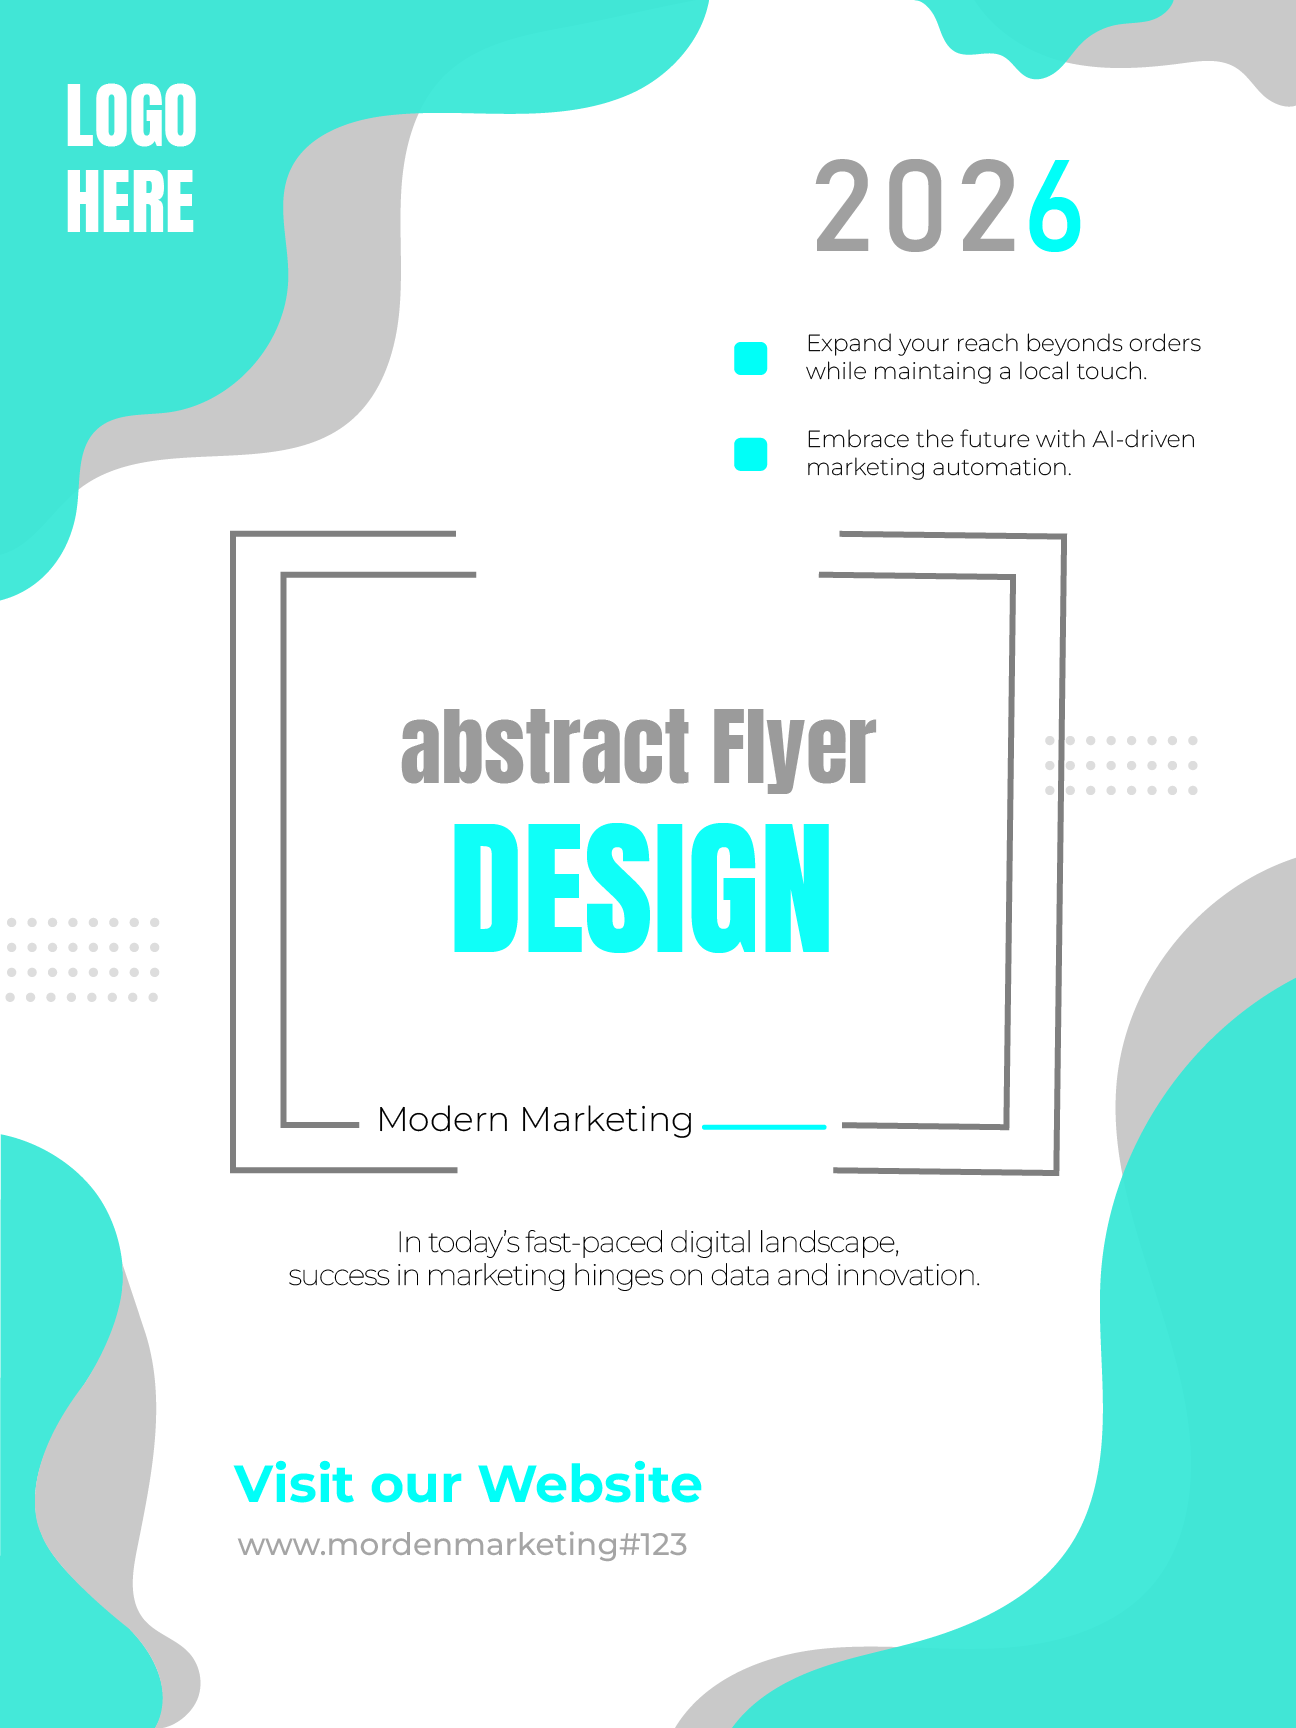 LOGO
HERE
2026
Expand your reach beyonds orders
while maintaing a local touch.
Embrace the future with AI-driven
marketing automation.
abstract Flyer
DESIGN
Modern Marketing
In today’s fast-paced digital landscape,
success in marketing hinges on data and innovation.
Visit our Website
www.mordenmarketing#123